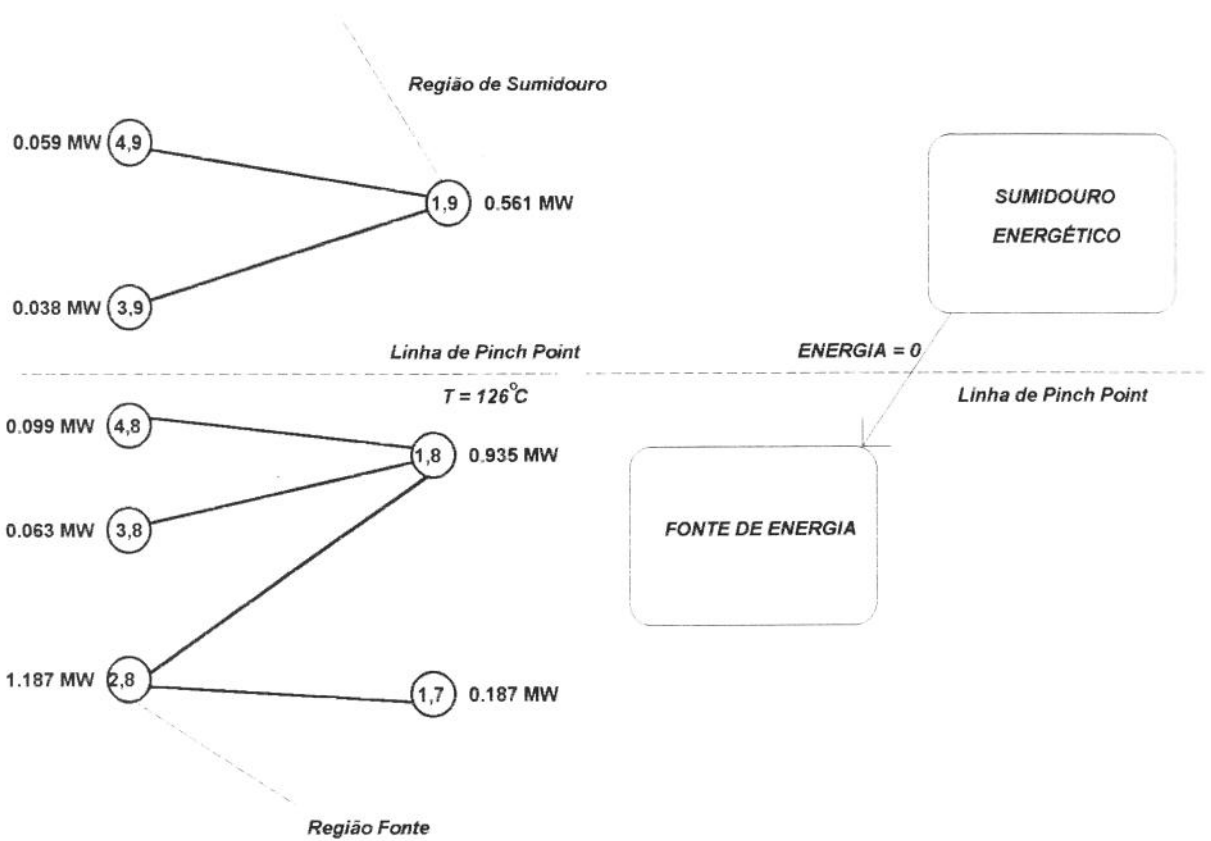 Região de Sumidouro
0.059 MW 4,9
1,9 0.561 MW
0.038 MW 3,9
SUMIDOURO
ENERGÉTICO
Linha de Pinch Point
ENERGIA = 0
T = 126°C
Linha de Pinch Point
0.099 MW 4,8
1,8 0.935 MW
0.063 MW 3,8
FONTE DE ENERGIA
1.187 MW 2,8
1,7 0.187 MW
Região Fonte